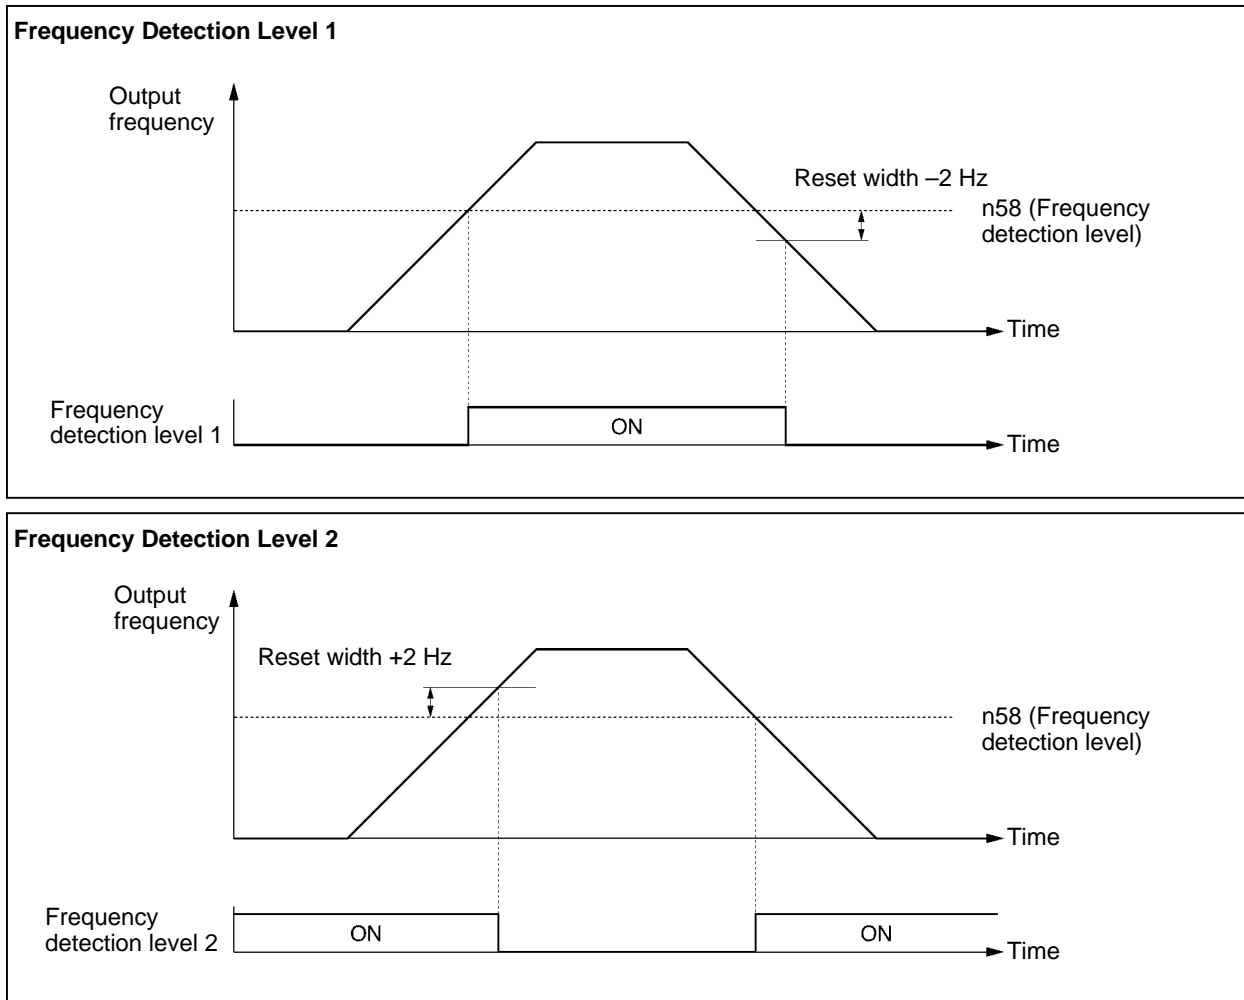 Frequency Detection Level 1
Output
frequency
Reset width –2 Hz
n58 (Frequency
detection level)
Time
Frequency
detection level 1
ON
Time
Frequency Detection Level 2
Output
frequency
Reset width +2 Hz
n58 (Frequency
detection level)
Time
Frequency
detection level 2
ON
ON
Time